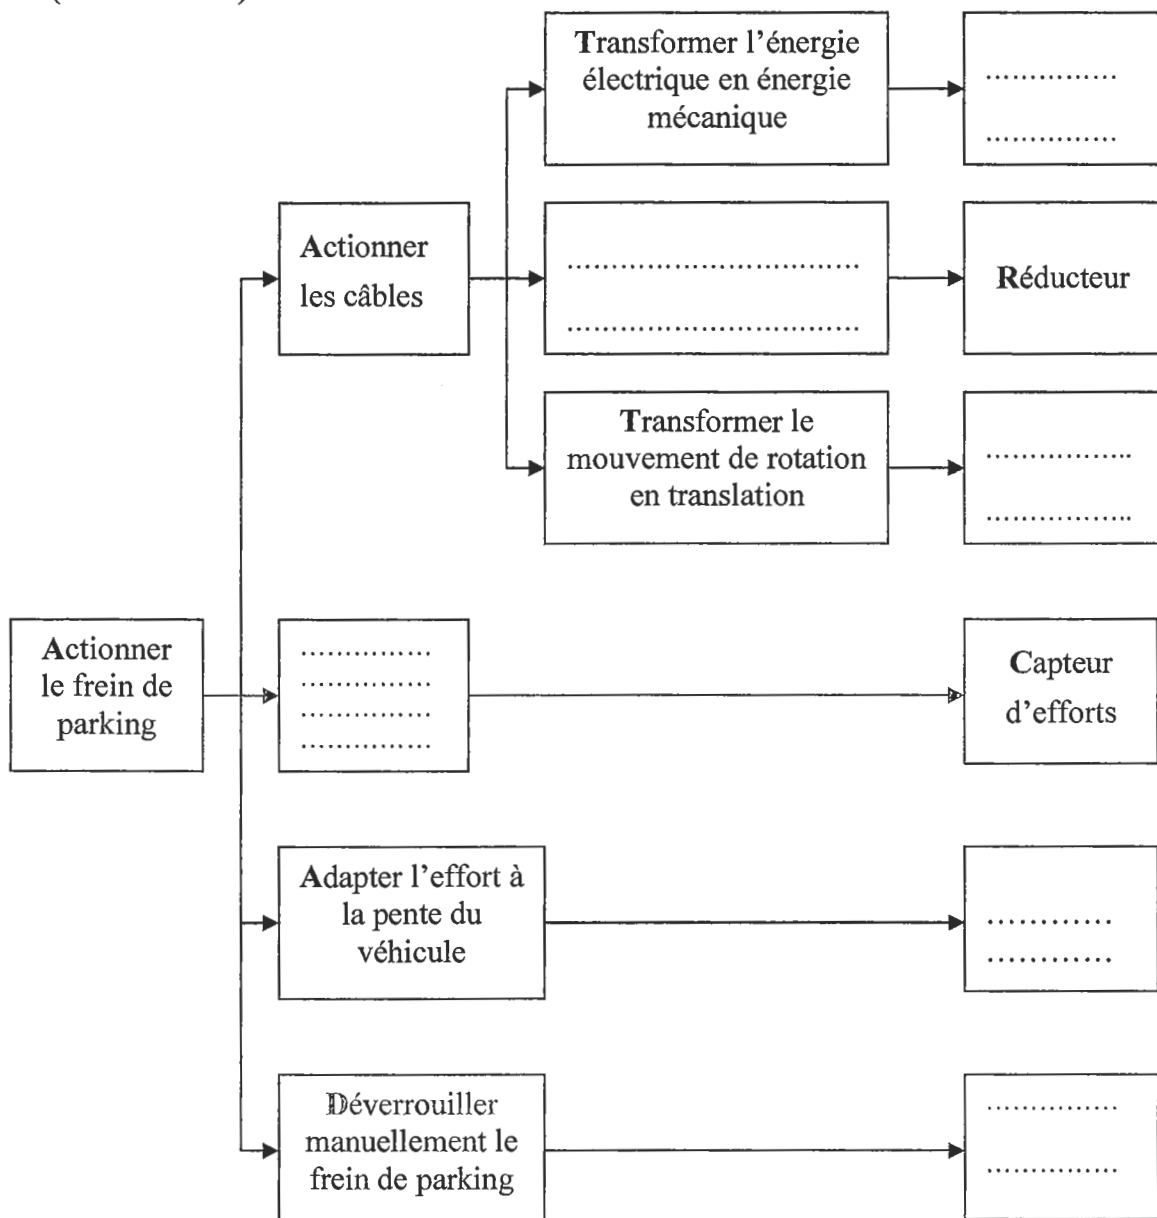 Transformer l'énergie
électrique en énergie
mécanique
……………
……………
Actionner
les câbles
………………………………
………………………………
Réducteur
Transformer le
mouvement de rotation
en translation
……………..
……………..
Actionner
le frein de
parking
……………
……………
……………
……………
Capteur
d'efforts
Adapter l'effort à
la pente du
véhicule
…………
…………
Déverrouiller
manuellement le
frein de parking
……………
……………